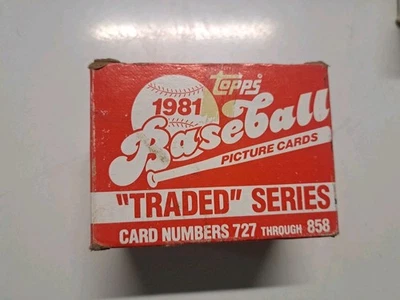 Topps®
1981
Baseball
PICTURE CARDS
"TRADED" SERIES
CARD NUMBERS 727 THROUGH 858